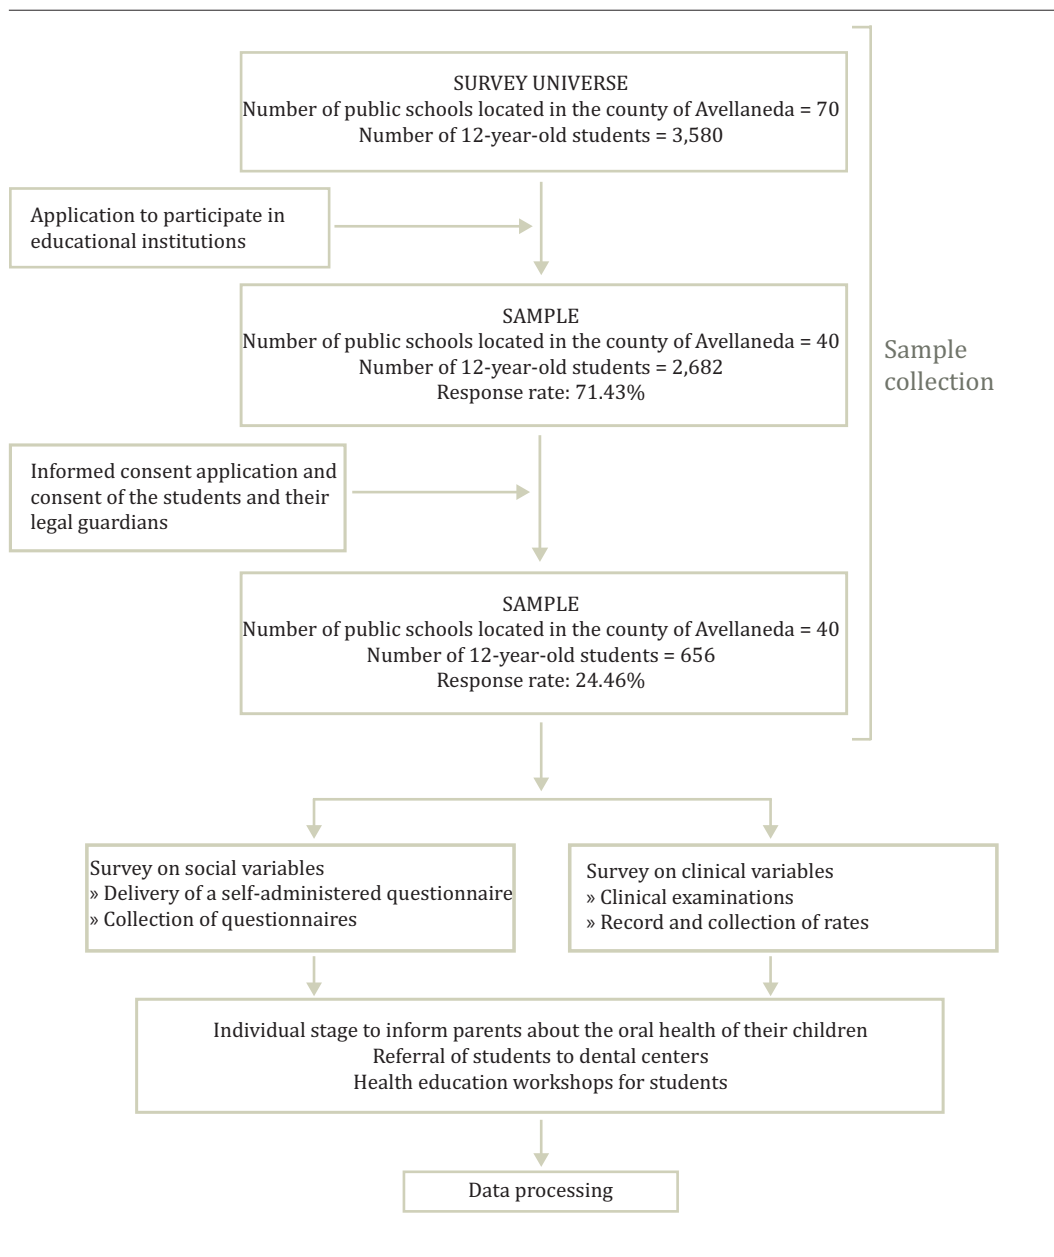 SURVEY UNIVERSE
Number of public schools located in the county of Avellaneda = 70
Number of 12-year-old students = 3,580
Application to participate in
educational institutions
SAMPLE
Number of public schools located in the county of Avellaneda = 40
Number of 12-year-old students = 2,682
Response rate: 71.43%
Sample
collection
Informed consent application and
consent of the students and their
legal guardians
SAMPLE
Number of public schools located in the county of Avellaneda = 40
Number of 12-year-old students = 656
Response rate: 24.46%
Survey on social variables
» Delivery of a self-administered questionnaire
» Collection of questionnaires
Survey on clinical variables
» Clinical examinations
» Record and collection of rates
Individual stage to inform parents about the oral health of their children
Referral of students to dental centers
Health education workshops for students
Data processing